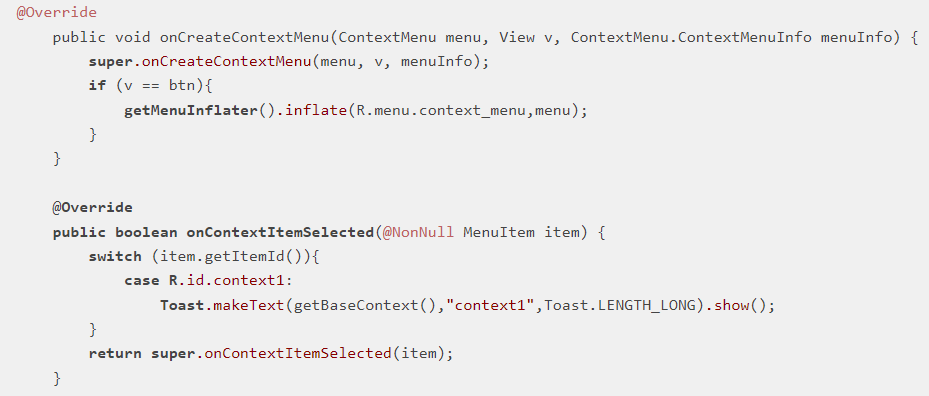 @Override
public void onCreateContextMenu(ContextMenu menu, View v, ContextMenu.ContextMenuInfo menuInfo) {
super.onCreateContextMenu(menu, v, menuInfo);
if (v == btn){
getMenuInflater().inflate(R.menu.context_menu,menu);
}
}
@Override
public boolean onContextItemSelected(@NonNull MenuItem item) {
switch (item.getItemId()){
case R.id.context1:
Toast.makeText(getBaseContext(),"context1",Toast.LENGTH_LONG).show();
}
return super.onContextItemSelected(item);
}